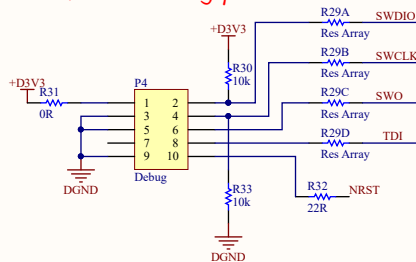 R29A
SWDIO
Res Array
+D3V3
R29B
SWCLK
Res Array
R30
10k
+D3V3
R31
0R
P4
1 2
3 4
5 6
7 8
9 10
Debug
R29C
SWO
Res Array
R29D
TDI
Res Array
DGND
R33
10k
R32
NRST
22R
DGND